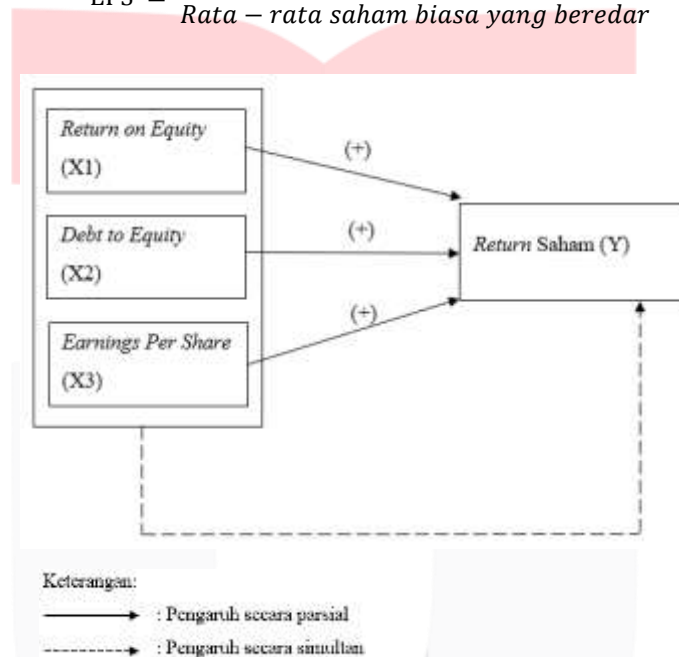 EPS =
Rata – rata saham biasa yang beredar
Return on Equity
(X1)
(+)
Debt to Equity
(X2)
(+)
Return Saham (Y)
Earnings Per Share
(X3)
(+)
Keterangan:
: Pengaruh secara parsial
: Pengaruh secara simultan